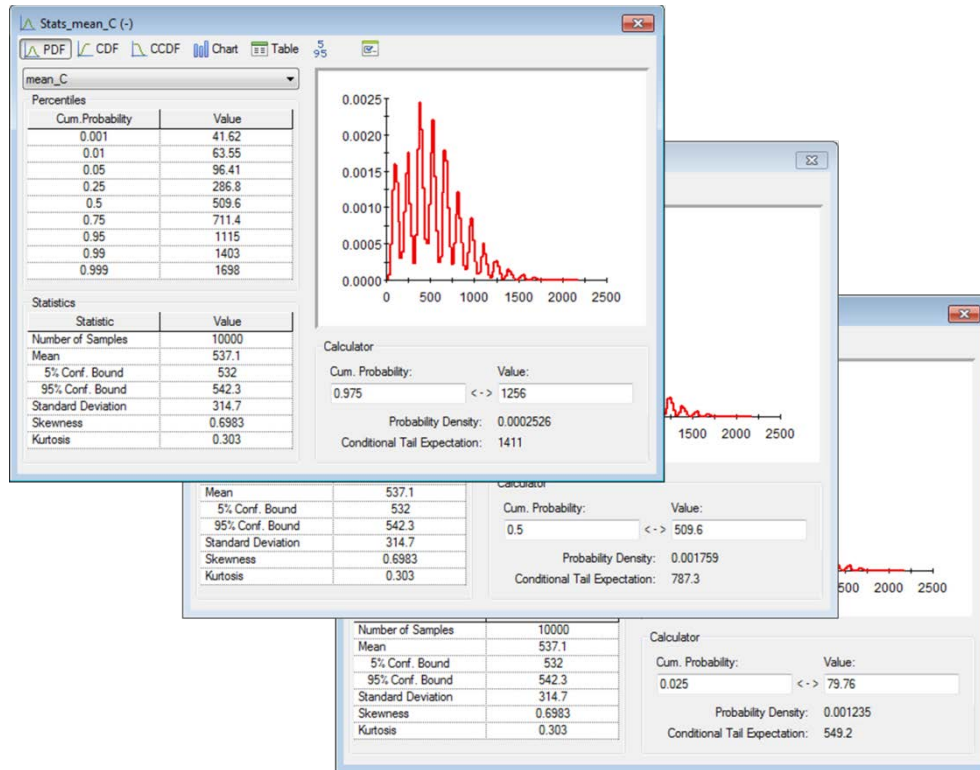 Stats_mean_C (-)
PDF CDF CCDF Chart Table 5 95
mean_C
Percentiles
Cum.Probability Value
0.001 41.62
0.01 63.55
0.05 96.41
0.25 286.8
0.5 509.6
0.75 711.4
0.95 1115
0.99 1403
0.999 1698
Statistics
Statistic Value
Number of Samples 10000
Mean 537.1
5% Conf. Bound 532
95% Conf. Bound 542.3
Standard Deviation 314.7
Skewness 0.6983
Kurtosis 0.303
0.0025
0.0020
0.0015
0.0010
0.0005
0.0000
0 500 1000 1500 2000 2500
Calculator
Cum. Probability: Value:
0.975 <-> 1256
Probability Density: 0.0002526
Conditional Tail Expectation: 1411
1500 2000 2500
Mean 537.1
5% Conf. Bound 532
95% Conf. Bound 542.3
Standard Deviation 314.7
Skewness 0.6983
Kurtosis 0.303
Calculator
Cum. Probability: Value:
0.5 <-> 509.6
Probability Density: 0.001759
Conditional Tail Expectation: 787.3
500 2000 2500
Number of Samples 10000
Mean 537.1
5% Conf. Bound 532
95% Conf. Bound 542.3
Standard Deviation 314.7
Skewness 0.6983
Kurtosis 0.303
Calculator
Cum. Probability: Value:
0.025 <-> 79.76
Probability Density: 0.001235
Conditional Tail Expectation: 549.2